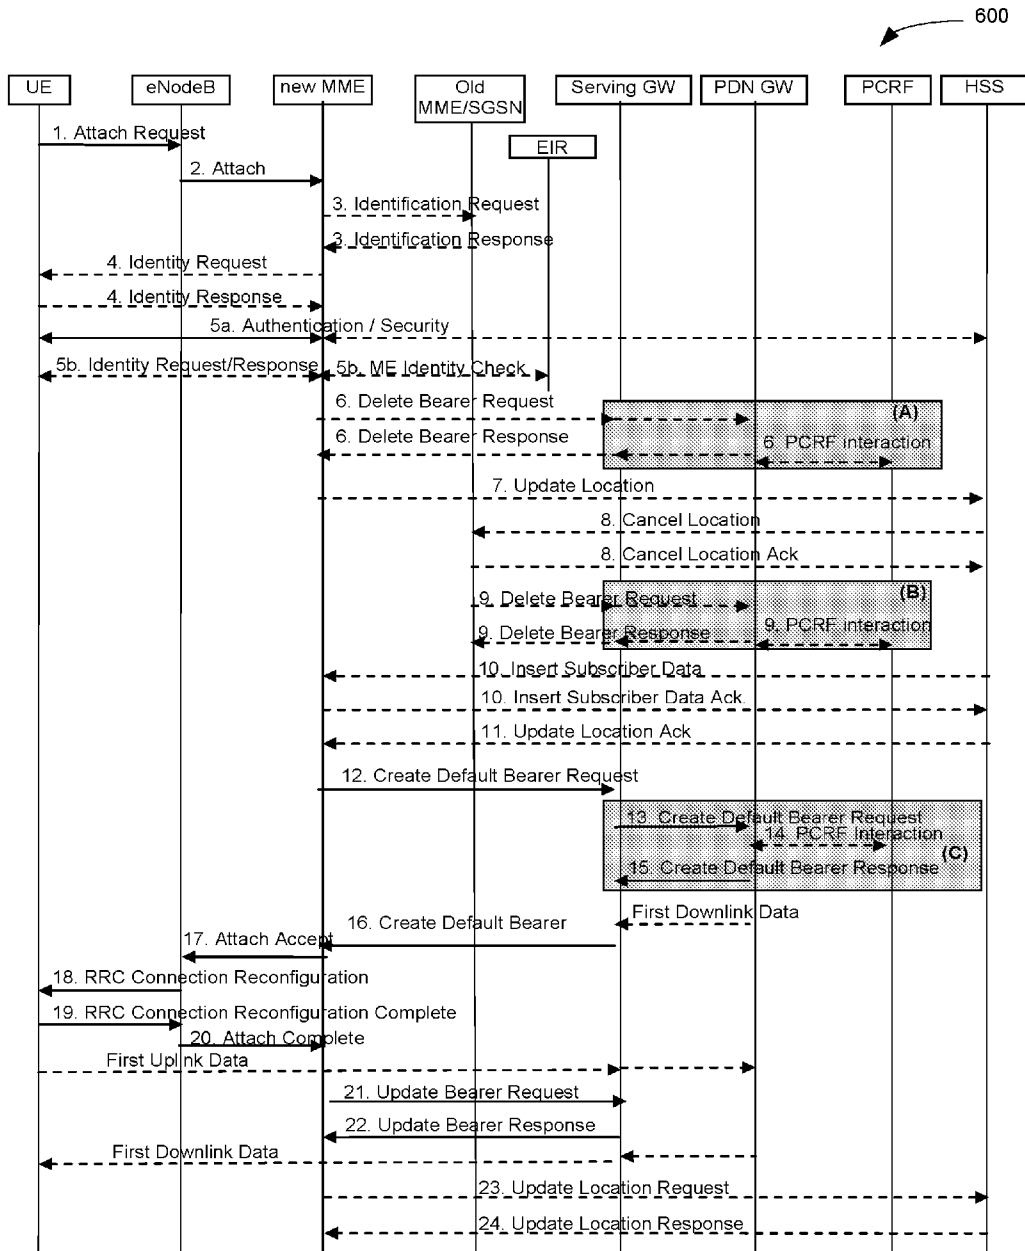 600
UE
eNodeB
new MME
Old
MME/SGSN
Serving GW
PDN GW
PCRF
HSS
EIR
1. Attach Request
2. Attach
3. Identification Request
3. Identification Response
4. Identity Request
4. Identity Response
5a. Authentication / Security
5b. Identity Request/Response
5b. ME Identity Check
6. Delete Bearer Request
(A)
6. Delete Bearer Response
6. PCRF interaction
7. Update Location
8. Cancel Location
8. Cancel Location Ack
9. Delete Bearer Request
(B)
9. Delete Bearer Response
9. PCRF interaction
10. Insert Subscriber Data
10. Insert Subscriber Data Ack.
11. Update Location Ack
12. Create Default Bearer Request
13. Create Default Bearer Request
14. PCRF Interaction
(C)
15. Create Default Bearer Response
First Downlink Data
16. Create Default Bearer
17. Attach Accept
18. RRC Connection Reconfiguration
19. RRC Connection Reconfiguration Complete
20. Attach Complete
First Uplink Data
21. Update Bearer Request
22. Update Bearer Response
First Downlink Data
23. Update Location Request
24. Update Location Response